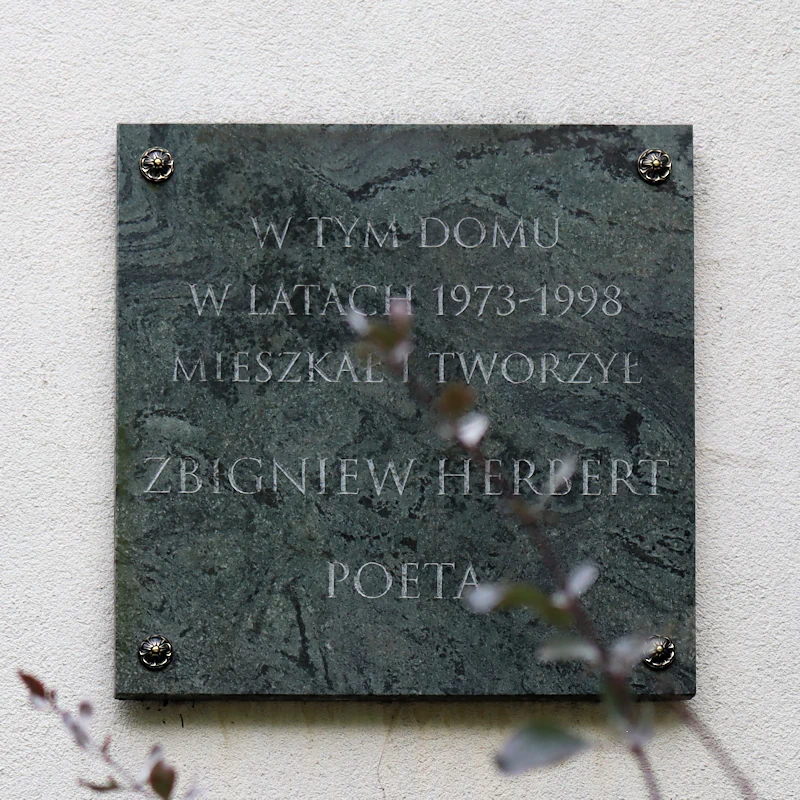 W TYM DOMU
W LATACH 1973-1998
MIESZKAŁ I TWORZYŁ
ZBIGNIEW HERBERT
POETA